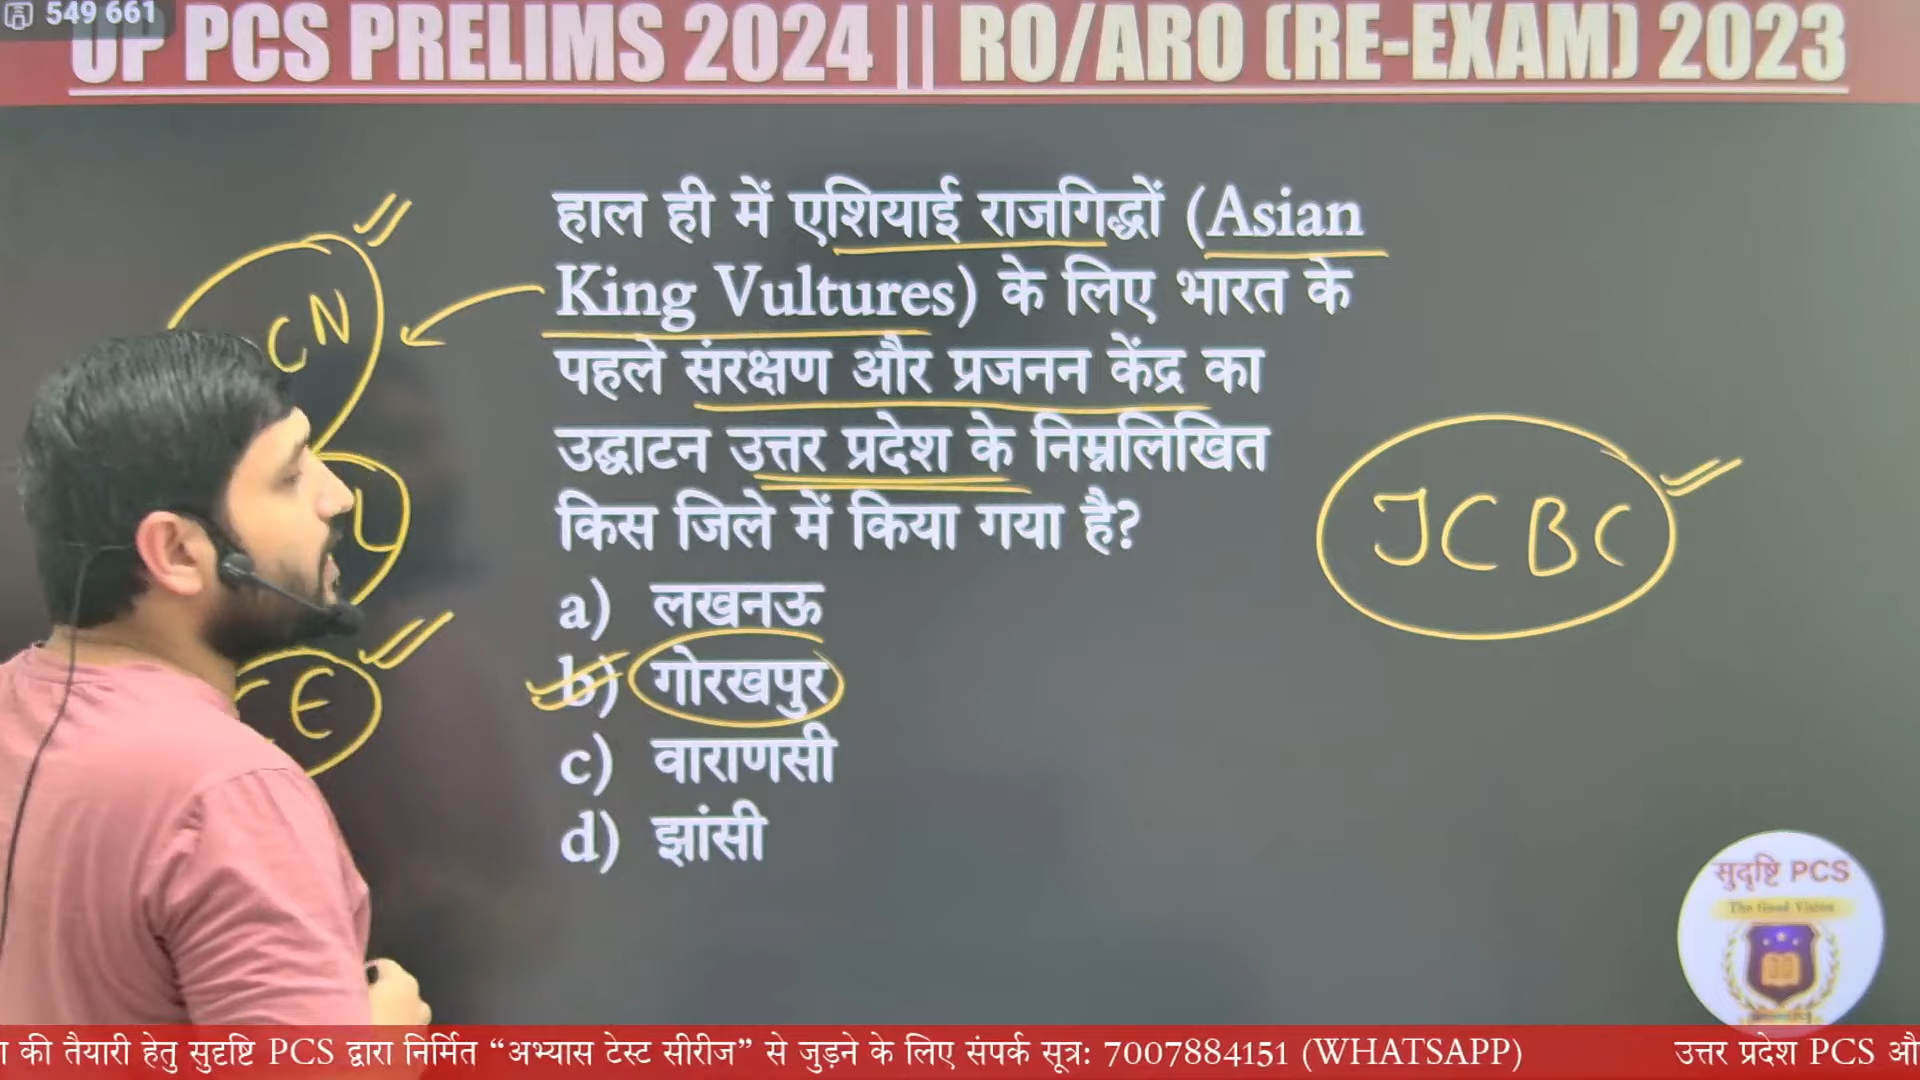 549 661
UP PCS PRELIMS 2024 || RO/ARO (RE-EXAM) 2023
हाल ही में एशियाई राजगिद्धों (Asian
King Vultures) के लिए भारत के
पहले संरक्षण और प्रजनन केंद्र का
उद्घाटन उत्तर प्रदेश के निम्नलिखित
किस जिले में किया गया है?
a) लखनऊ
b) गोरखपुर
c) वाराणसी
d) झांसी
CN
E
JCBC
सुदृष्टि PCS
The Good Vision
की तैयारी हेतु सुदृष्टि PCS द्वारा निर्मित “अभ्यास टेस्ट सीरीज” से जुड़ने के लिए संपर्क सूत्र: 7007884151 (WHATSAPP) उत्तर प्रदेश PCS औ